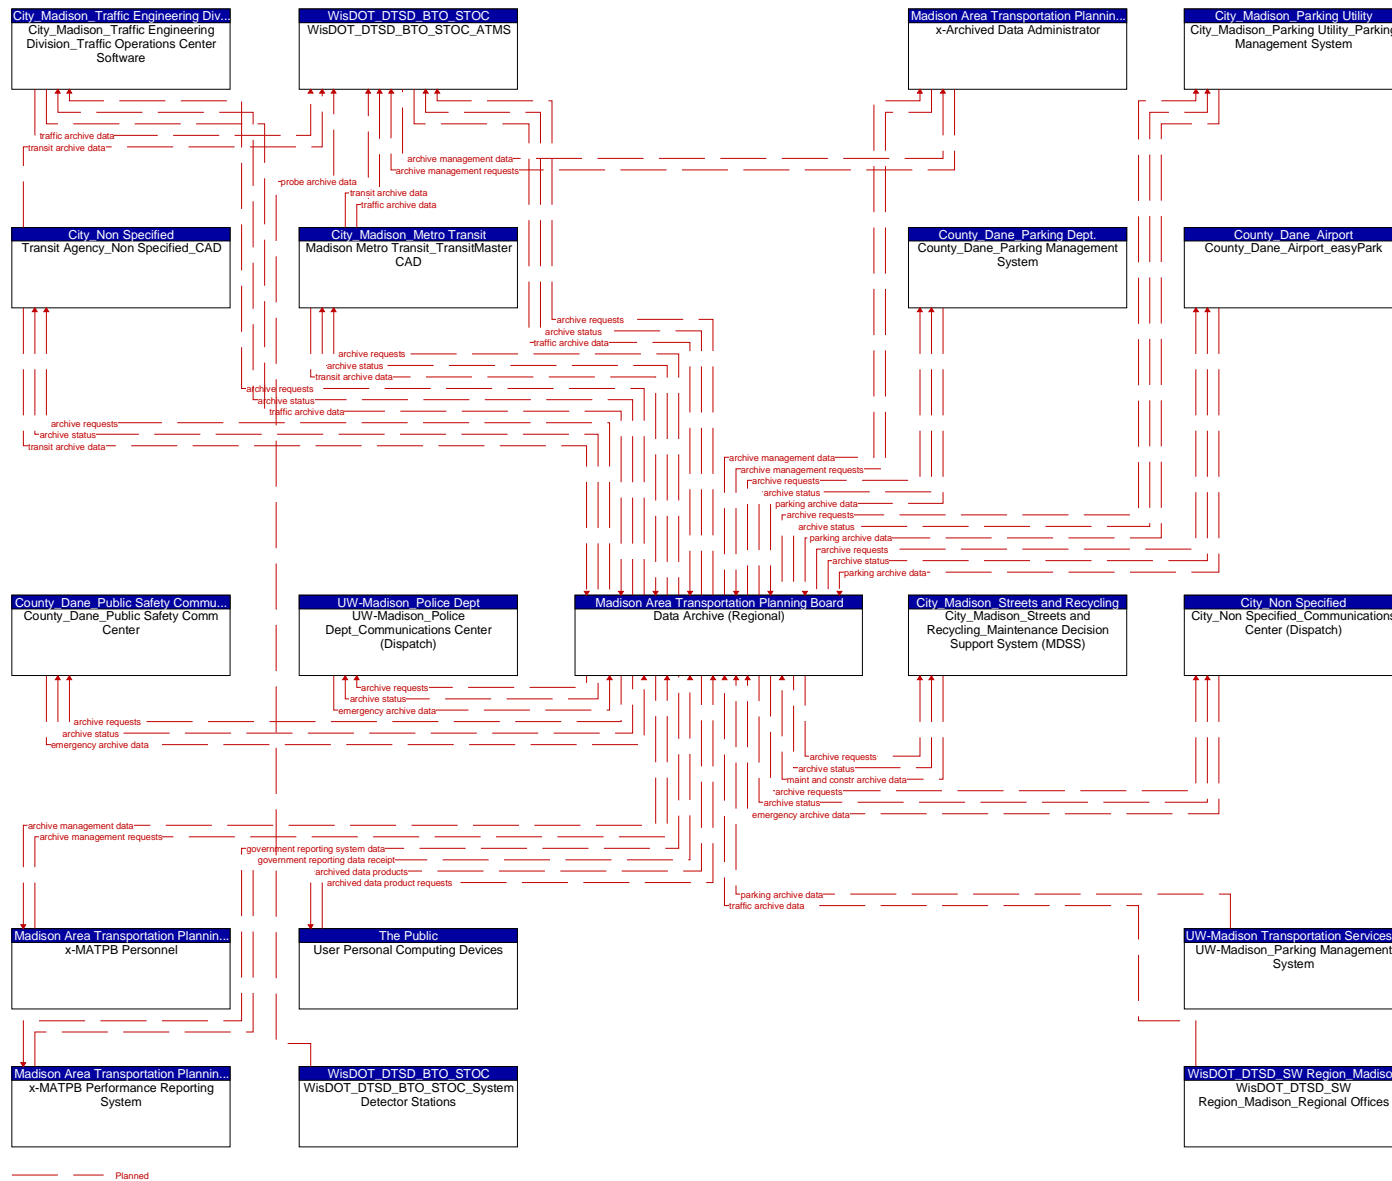 City_Madison_Traffic Engineering Div...
City_Madison_Traffic Engineering
Division_Traffic Operations Center
Software
WisDOT_DTSD_BTO_STOC
WisDOT_DTSD_BTO_STOC_ATMS
Madison Area Transportation Plannin...
x-Archived Data Administrator
City_Madison_Parking Utility
City_Madison_Parking Utility_Parking
Management System
traffic archive data
transit archive data
archive management data
archive management requests
probe archive data
transit archive data
traffic archive data
City_Non Specified
Transit Agency_Non Specified_CAD
City_Madison_Metro Transit
Madison Metro Transit_TransitMaster
CAD
County_Dane_Parking Dept.
County_Dane_Parking Management
System
County_Dane_Airport
County_Dane_Airport_easyPark
archive requests
archive status
traffic archive data
archive requests
archive status
transit archive data
archive requests
archive status
traffic archive data
archive requests
archive status
transit archive data
archive management data
archive management requests
archive requests
archive status
parking archive data
archive requests
archive status
parking archive data
archive requests
archive status
parking archive data
County_Dane_Public Safety Commu...
County_Dane_Public Safety Comm
Center
UW-Madison_Police Dept
UW-Madison_Police
Dept_Communications Center
(Dispatch)
Madison Area Transportation Planning Board
Data Archive (Regional)
City_Madison_Streets and Recycling
City_Madison_Streets and
Recycling_Maintenance Decision
Support System (MDSS)
City_Non Specified
City_Non Specified_Communications
Center (Dispatch)
archive requests
archive status
emergency archive data
archive requests
archive status
emergency archive data
archive requests
archive status
maint and constr archive data
archive requests
archive status
emergency archive data
archive management data
archive management requests
government reporting system data
government reporting data receipt
archived data products
archived data product requests
parking archive data
traffic archive data
Madison Area Transportation Plannin...
x-MATPB Personnel
The Public
User Personal Computing Devices
UW-Madison Transportation Services
UW-Madison_Parking Management
System
Madison Area Transportation Plannin...
x-MATPB Performance Reporting
System
WisDOT_DTSD_BTO_STOC
WisDOT_DTSD_BTO_STOC_System
Detector Stations
WisDOT_DTSD_SW Region_Madiso
WisDOT_DTSD_SW
Region_Madison_Regional Offices
Planned